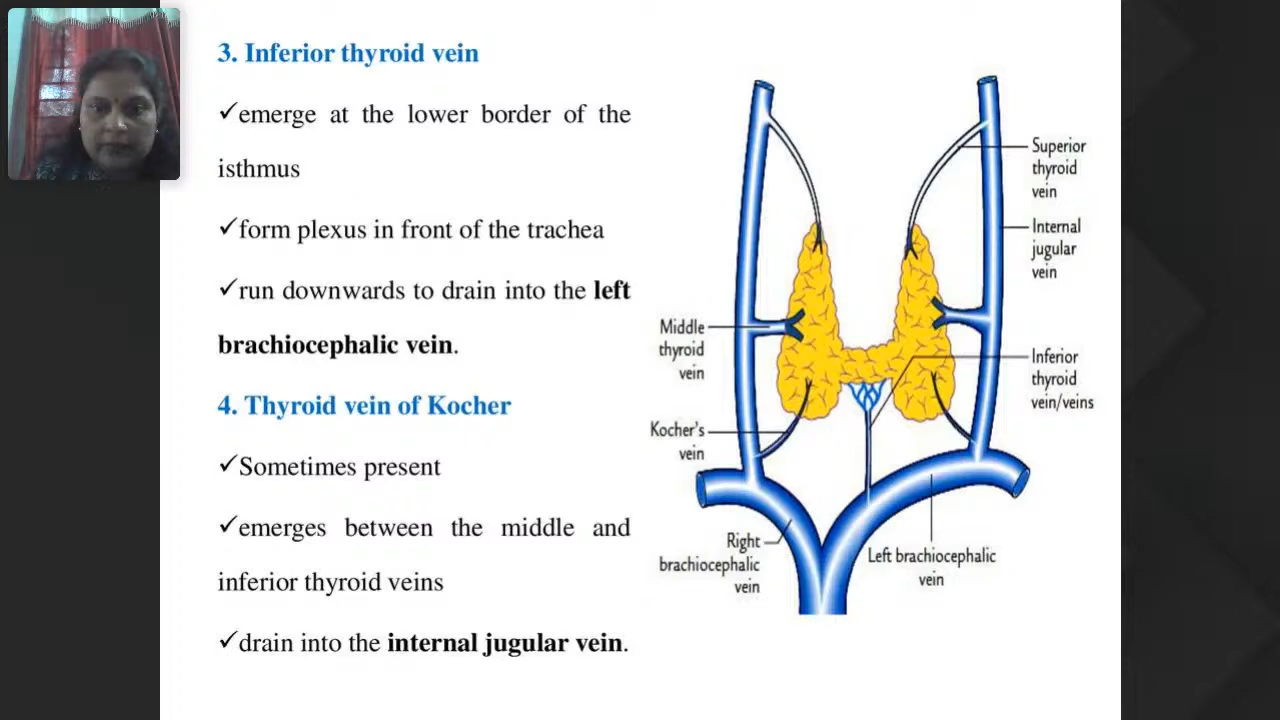 3. Inferior thyroid vein
✓emerge at the lower border of the
isthmus
✓form plexus in front of the trachea
✓run downwards to drain into the left
brachiocephalic vein.
4. Thyroid vein of Kocher
✓Sometimes present
✓emerges between the middle and
inferior thyroid veins
✓drain into the internal jugular vein.
Superior
thyroid
vein
Internal
jugular
vein
Middle
thyroid
vein
Inferior
thyroid
vein/veins
Kocher's
vein
Right
brachiocephalic
vein
Left brachiocephalic
vein